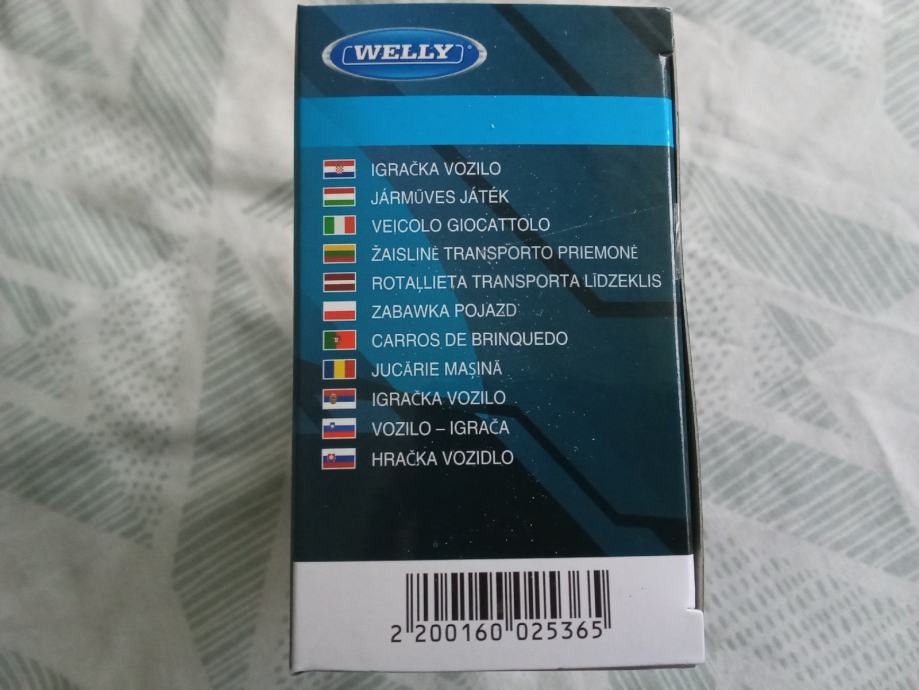 WELLY
IGRAČKA VOZILO
JÁRMŰVES JÁTÉK
VEICOLO GIOCATTOLO
ŽAISLINĖ TRANSPORTO PRIEMONĖ
ROTAĻLIETA TRANSPORTA LĪDZEKLIS
ZABAWKA POJAZD
CARROS DE BRINQUEDO
JUCĂRIE MAȘINĂ
IGRAČKA VOZILO
VOZILO – IGRAČA
HRAČKA VOZIDLO
2 200160 025365